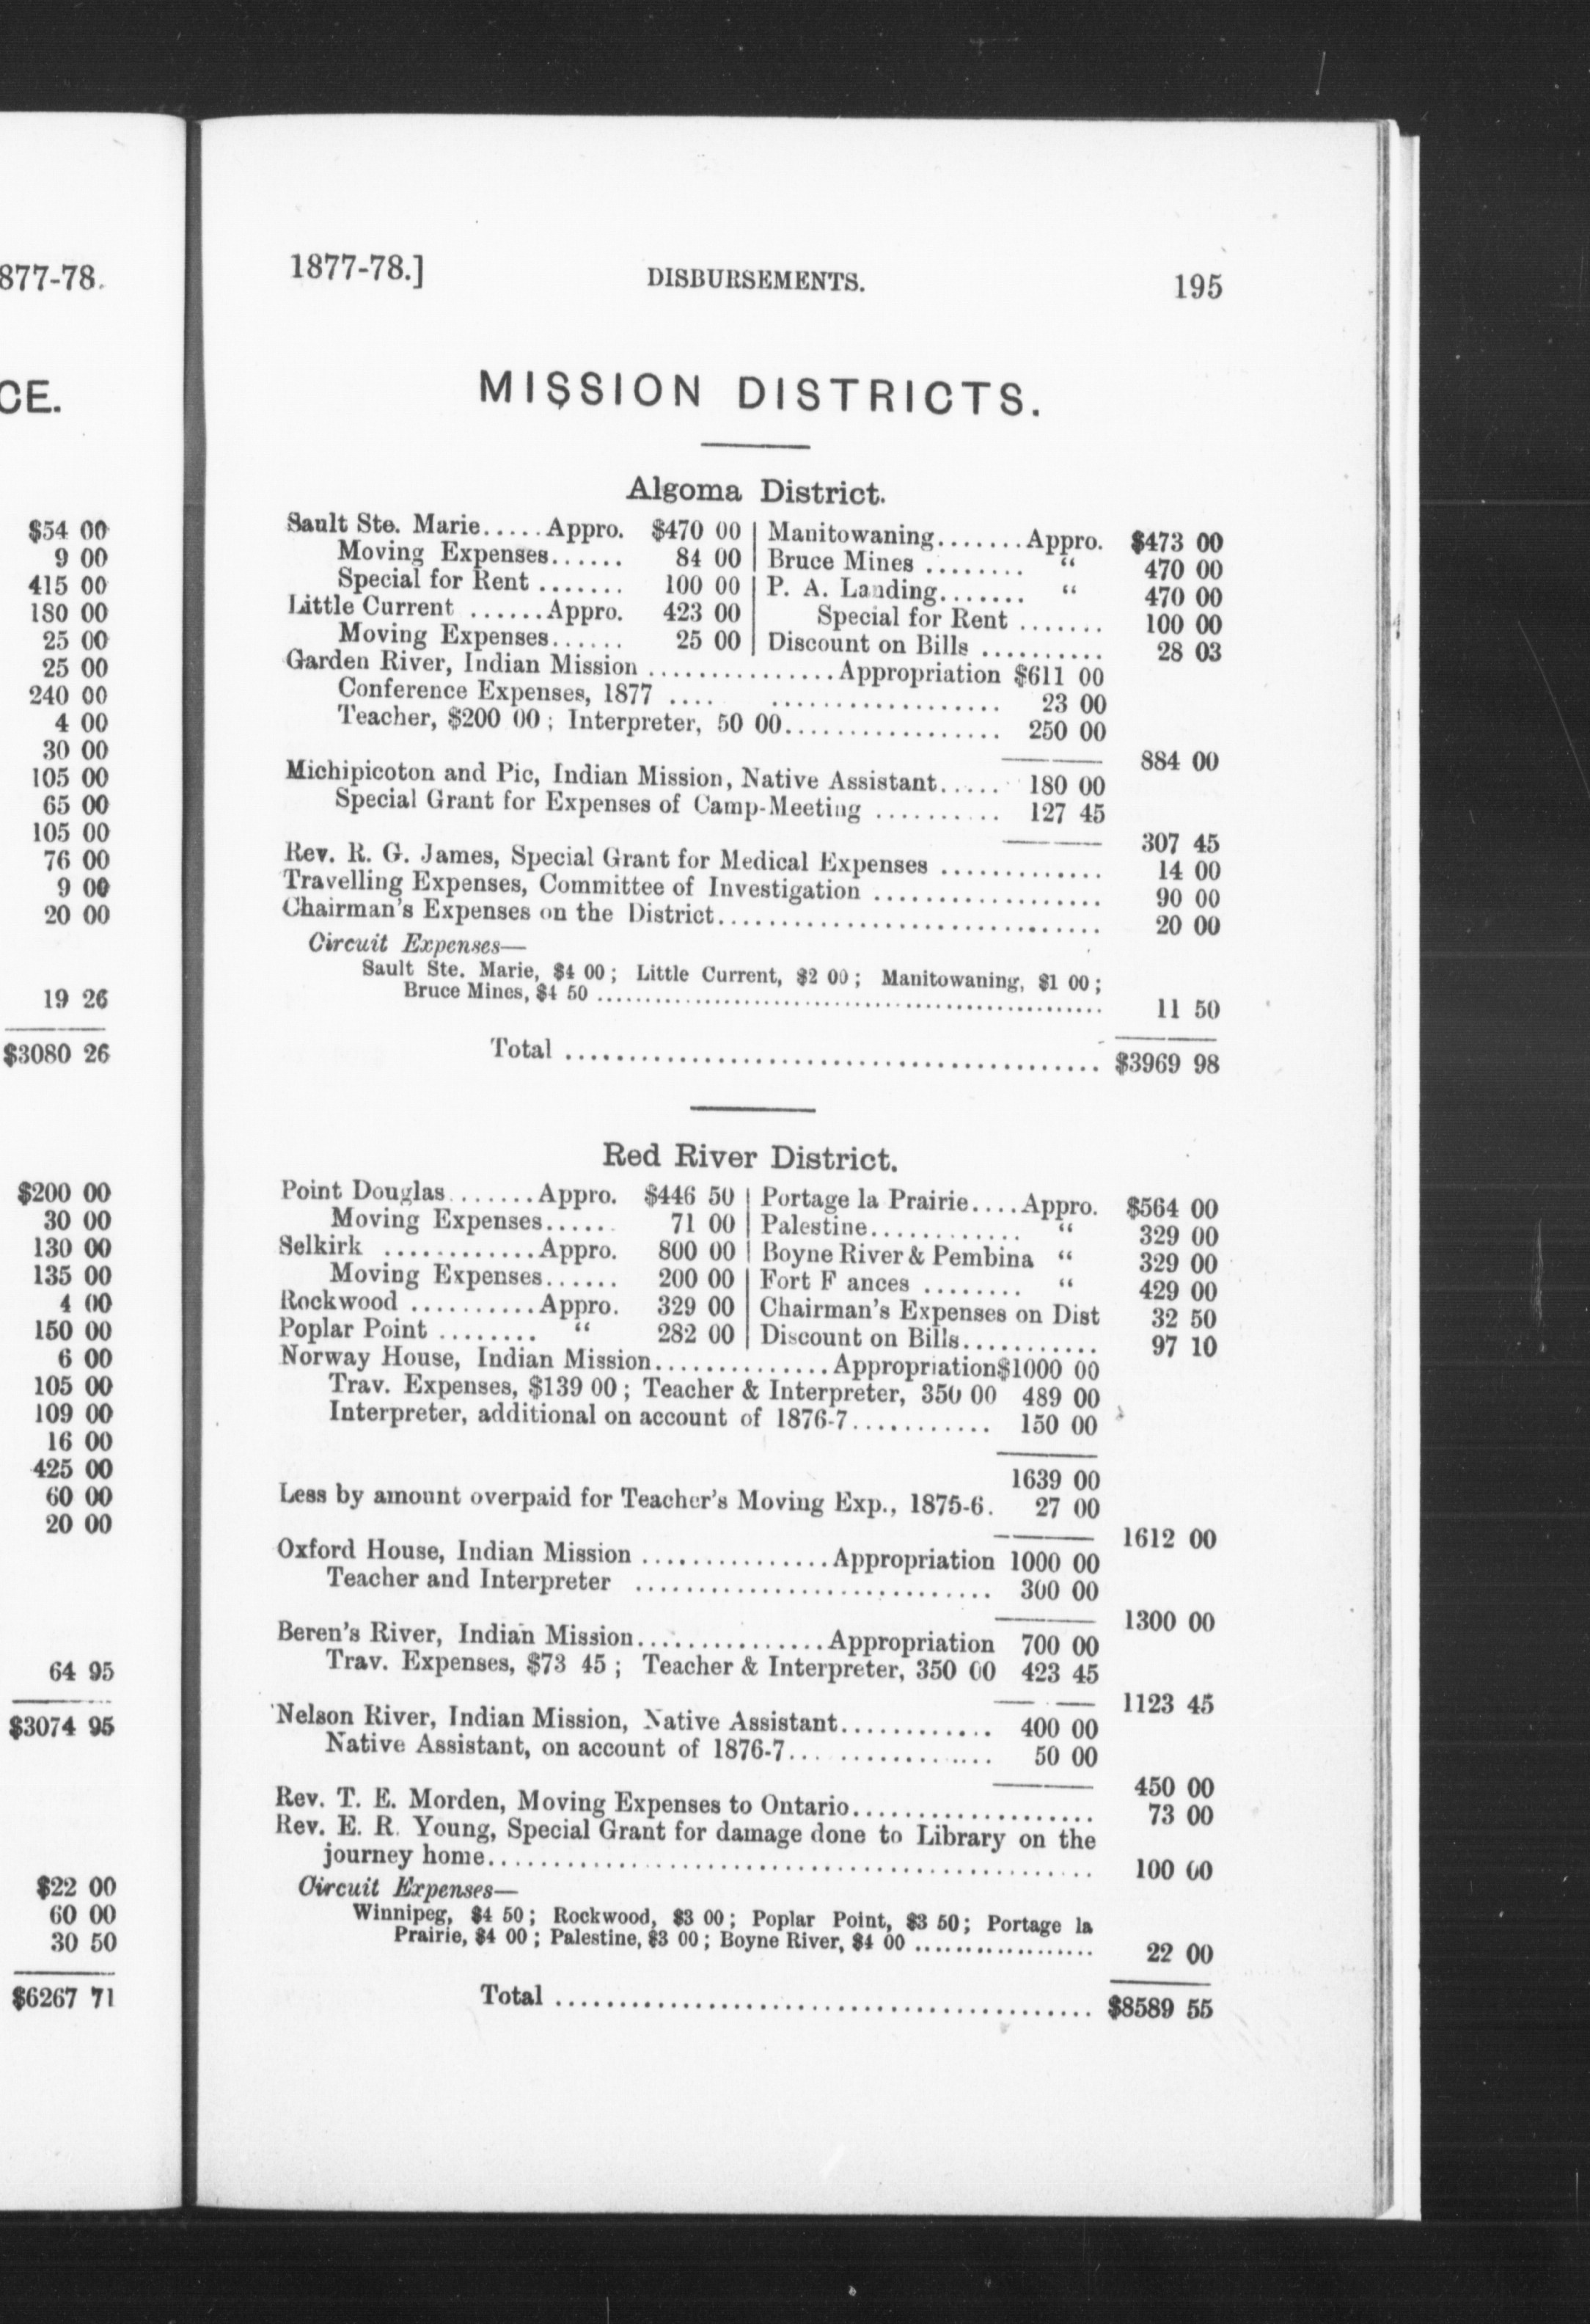 877-78.
CE.
$54 00
9 00
415 00
180 00
25 00
25 00
240 00
4 00
30 00
105 00
65 00
105 00
76 00
9 00
20 00
19 26
$3080 26
$200 00
30 00
130 00
135 00
4 00
150 00
6 00
105 00
109 00
16 00
425 00
60 00
20 00
64 95
$3074 95
$22 00
60 00
30 50
$6267 71
1877-78.] DISBURSEMENTS. 195
MISSION DISTRICTS.
Algoma District.
Sault Ste. Marie.....Appro. $470 00 | Manitowaning.......Appro. $473 00
Moving Expenses...... 84 00 | Bruce Mines ........ “ 470 00
Special for Rent ....... 100 00 | P. A. Landing....... “ 470 00
Little Current ......Appro. 423 00 | Special for Rent ....... 100 00
Moving Expenses...... 25 00 | Discount on Bills .......... 28 03
Garden River, Indian Mission ...............Appropriation $611 00
Conference Expenses, 1877 .... .................. 23 00
Teacher, $200 00; Interpreter, 50 00.................. 250 00
884 00
Michipicoton and Pic, Indian Mission, Native Assistant..... 180 00
Special Grant for Expenses of Camp-Meeting .......... 127 45
307 45
Rev. R. G. James, Special Grant for Medical Expenses ............. 14 00
Travelling Expenses, Committee of Investigation .................. 90 00
Chairman's Expenses on the District............................... 20 00
Circuit Expenses—
Sault Ste. Marie, $4 00; Little Current, $2 00; Manitowaning, $1 00;
Bruce Mines, $4 50 .................................................... 11 50
Total .......................................... $3969 98
Red River District.
Point Douglas.......Appro. $446 50 | Portage la Prairie....Appro. $564 00
Moving Expenses...... 71 00 | Palestine............ “ 329 00
Selkirk ............Appro. 800 00 | Boyne River & Pembina “ 329 00
Moving Expenses...... 200 00 | Fort F ances ........ “ 429 00
Rockwood ..........Appro. 329 00 | Chairman's Expenses on Dist 32 50
Poplar Point ........ “ 282 00 | Discount on Bills........... 97 10
Norway House, Indian Mission..............Appropriation$1000 00
Trav. Expenses, $139 00; Teacher & Interpreter, 350 00 489 00
Interpreter, additional on account of 1876-7........... 150 00
1639 00
Less by amount overpaid for Teacher's Moving Exp., 1875-6. 27 00
1612 00
Oxford House, Indian Mission ...............Appropriation 1000 00
Teacher and Interpreter ............................ 300 00
1300 00
Beren's River, Indian Mission...............Appropriation 700 00
Trav. Expenses, $73 45; Teacher & Interpreter, 350 00 423 45
1123 45
Nelson River, Indian Mission, Native Assistant............ 400 00
Native Assistant, on account of 1876-7... ............ 50 00
450 00
Rev. T. E. Morden, Moving Expenses to Ontario................... 73 00
Rev. E. R. Young, Special Grant for damage done to Library on the
journey home............................................... 100 00
Circuit Expenses—
Winnipeg, $4 50; Rockwood, $3 00; Poplar Point, $3 50; Portage la
Prairie, $4 00; Palestine, $3 00; Boyne River, $4 00 .................. 22 00
Total .......................................... $8589 55